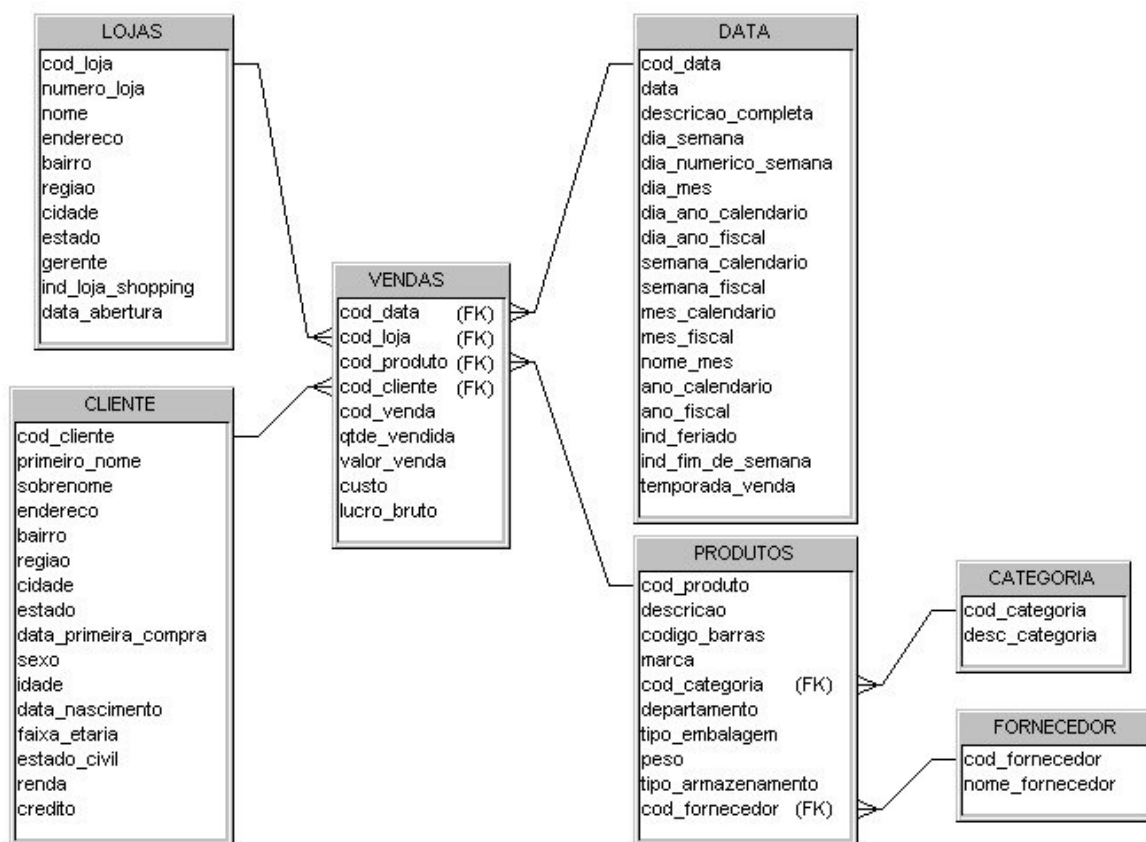 LOJAS
cod_loja
numero_loja
nome
endereco
bairro
regiao
cidade
estado
gerente
ind_loja_shopping
data_abertura
CLIENTE
cod_cliente
primeiro_nome
sobrenome
endereco
bairro
regiao
cidade
estado
data_primeira_compra
sexo
idade
data_nascimento
faixa_etaria
estado_civil
renda
credito
VENDAS
cod_data (FK)
cod_loja (FK)
cod_produto (FK)
cod_cliente (FK)
cod_venda
qtde_vendida
valor_venda
custo
lucro_bruto
DATA
cod_data
data
descricao_completa
dia_semana
dia_numerico_semana
dia_mes
dia_ano_calendario
dia_ano_fiscal
semana_calendario
semana_fiscal
mes_calendario
mes_fiscal
nome_mes
ano_calendario
ano_fiscal
ind_feriado
ind_fim_de_semana
temporada_venda
PRODUTOS
cod_produto
descricao
codigo_barras
marca
cod_categoria (FK)
departamento
tipo_embalagem
peso
tipo_armazenamento
cod_fornecedor (FK)
CATEGORIA
cod_categoria
desc_categoria
FORNECEDOR
cod_fornecedor
nome_fornecedor